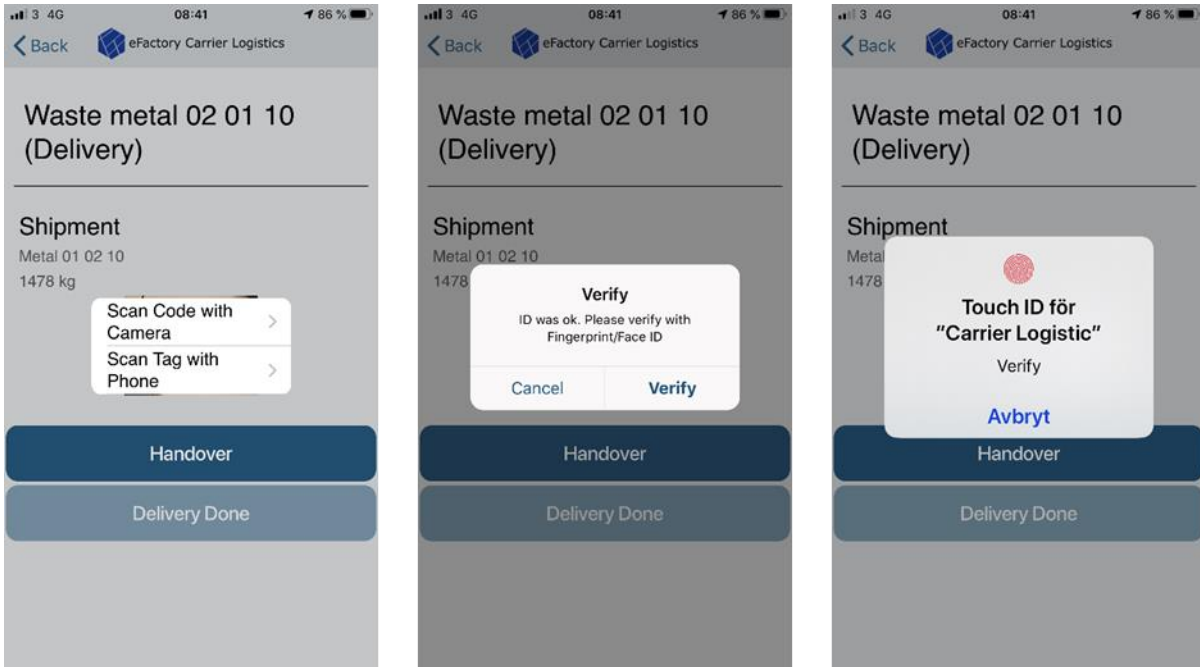 3 4G 08:41 86 %
Back eFactory Carrier Logistics
Waste metal 02 01 10
(Delivery)
Shipment
Metal 01 02 10
1478 kg
Scan Code with
Camera
Scan Tag with
Phone
Handover
Delivery Done
3 4G 08:41 86 %
Back eFactory Carrier Logistics
Waste metal 02 01 10
(Delivery)
Shipment
Metal 01 02 10
1478
Verify
ID was ok. Please verify with
Fingerprint/Face ID
Cancel Verify
Handover
Delivery Done
3 4G 08:41 86 %
Back eFactory Carrier Logistics
Waste metal 02 01 10
(Delivery)
Shipment
Metal
1478
Touch ID för
"Carrier Logistic"
Verify
Avbryt
Handover
Delivery Done